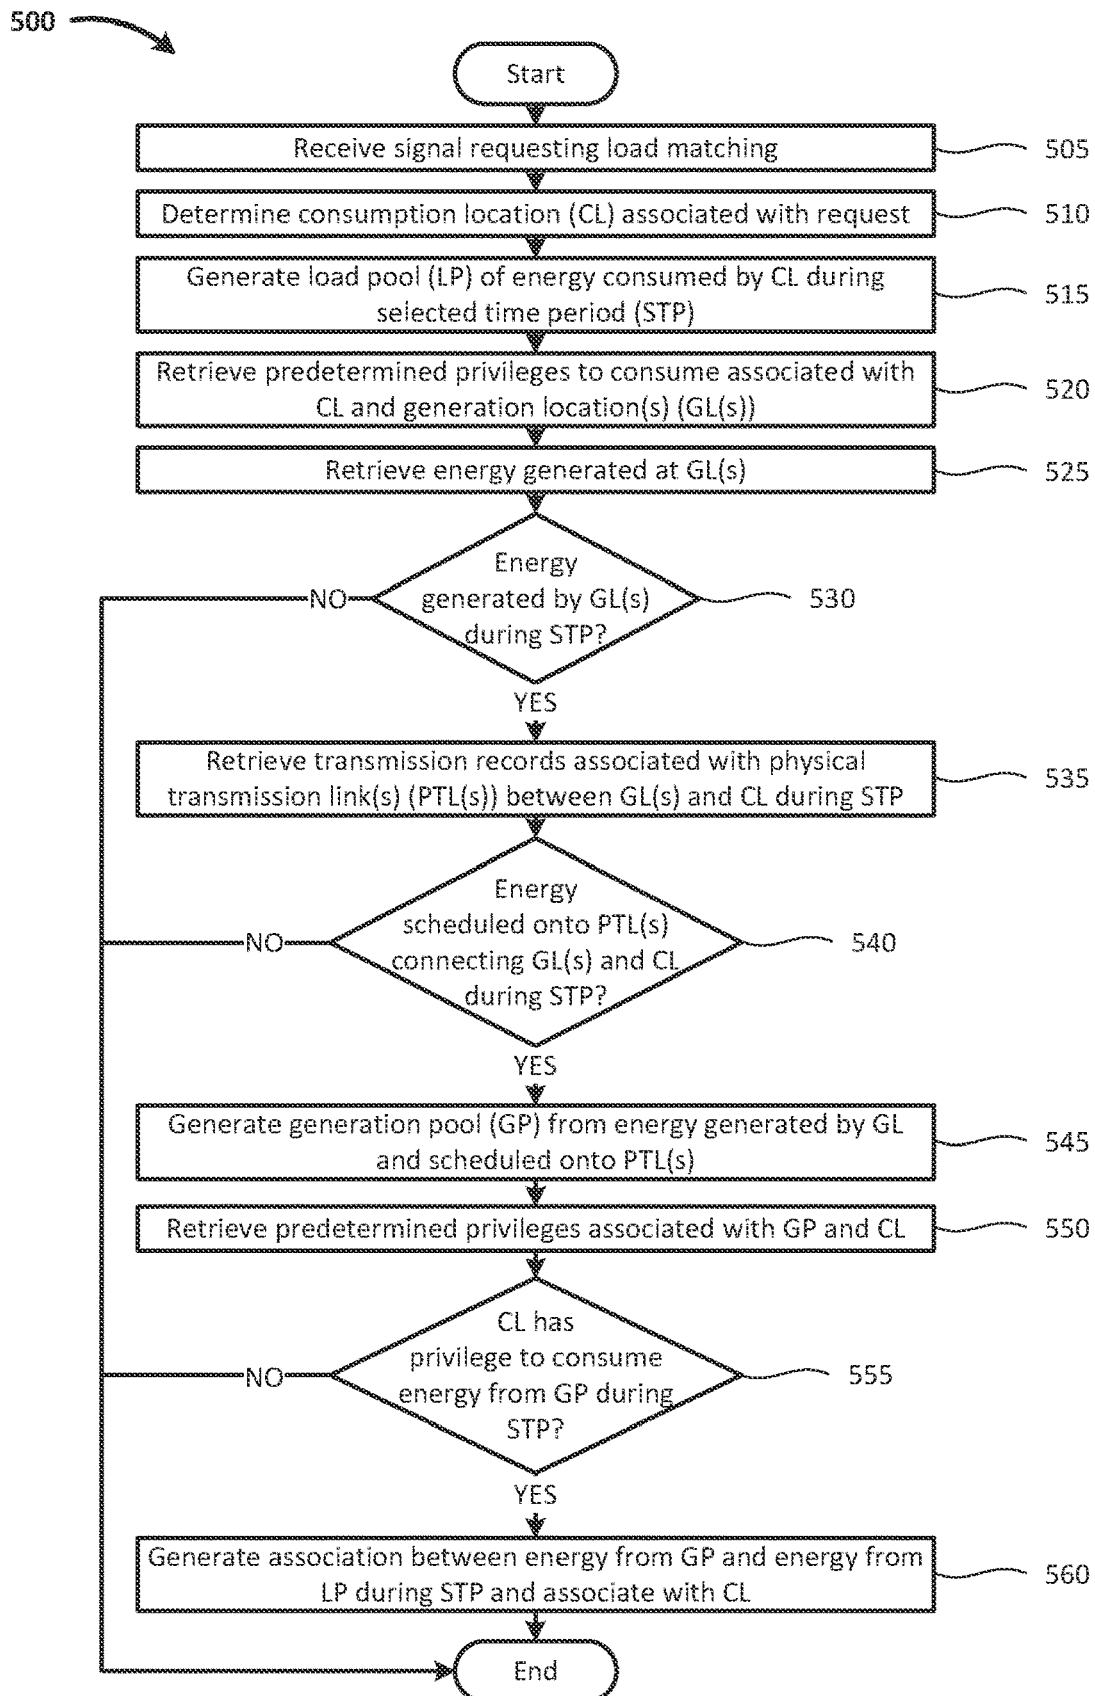 500
Start
Receive signal requesting load matching
505
Determine consumption location (CL) associated with request
510
Generate load pool (LP) of energy consumed by CL during
selected time period (STP)
515
Retrieve predetermined privileges to consume associated with
CL and generation location(s) (GL(s))
520
Retrieve energy generated at GL(s)
525
Energy
generated by GL(s)
during STP?
530
NO
YES
Retrieve transmission records associated with physical
transmission link(s) (PTL(s)) between GL(s) and CL during STP
535
Energy
scheduled onto PTL(s)
connecting GL(s) and CL
during STP?
540
NO
YES
Generate generation pool (GP) from energy generated by GL
and scheduled onto PTL(s)
545
Retrieve predetermined privileges associated with GP and CL
550
CL has
privilege to consume
energy from GP during
STP?
555
NO
YES
Generate association between energy from GP and energy from
LP during STP and associate with CL
560
End